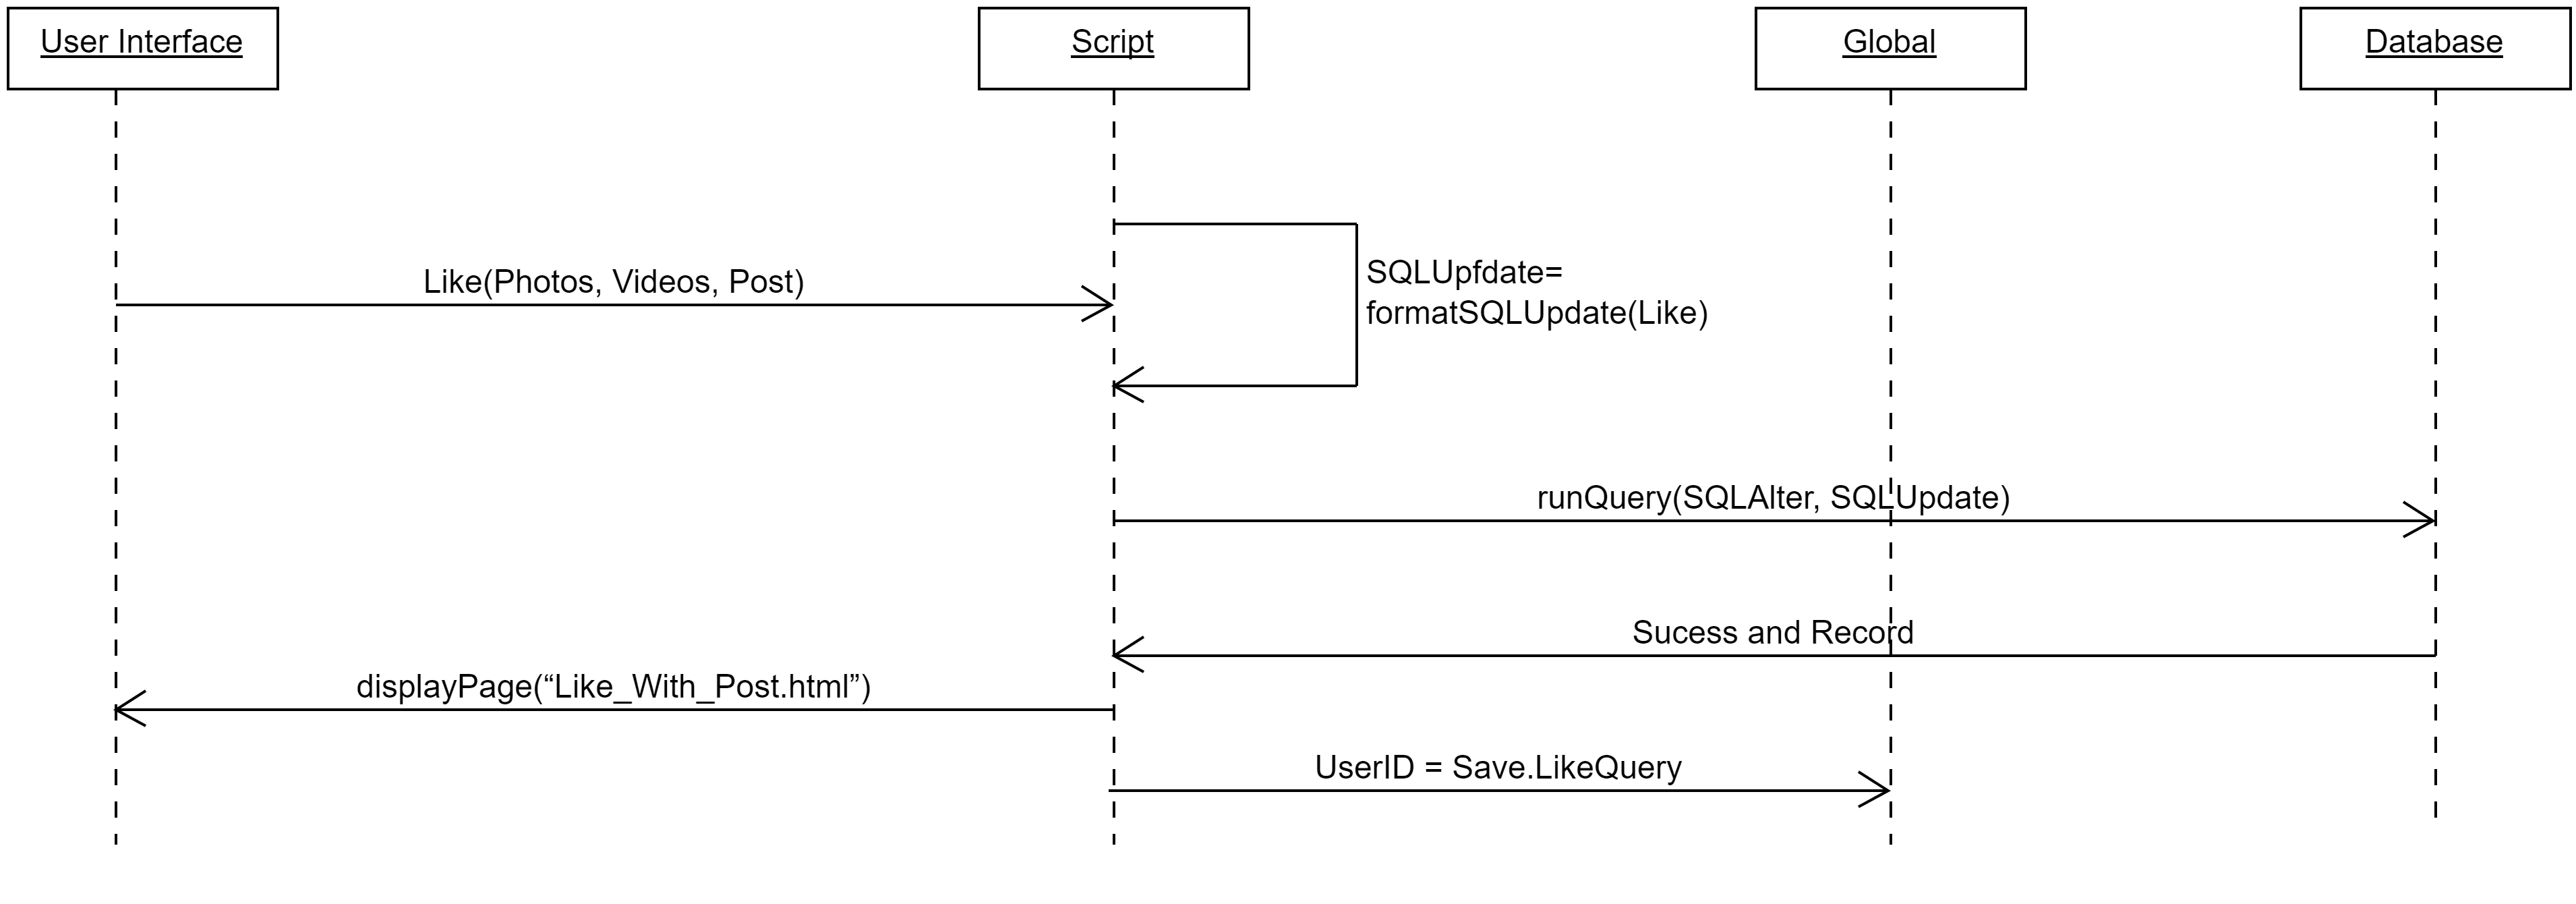 User Interface
Script
Global
Database
Like(Photos, Videos, Post)
SQLUpfdate=
formatSQLUpdate(Like)
runQuery(SQLAlter, SQLUpdate)
Sucess and Record
displayPage(“Like_With_Post.html”)
UserID = Save.LikeQuery